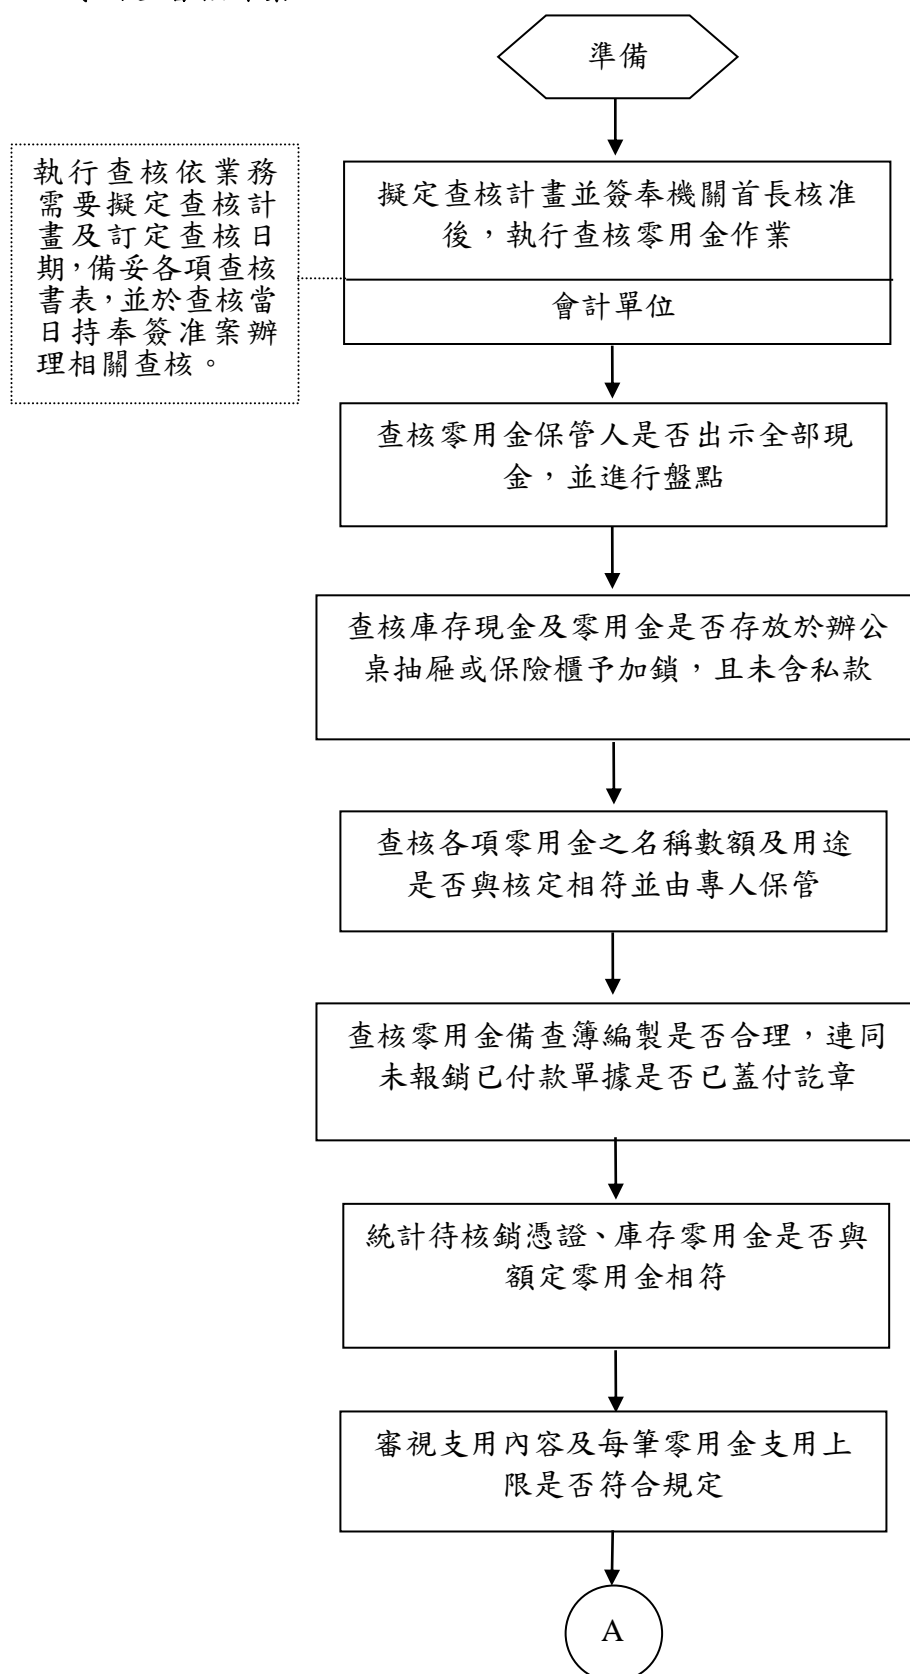 準備
執行查核依業務
需要擬定查核計
畫及訂定查核日
期,備妥各項查核
書表,並於查核當
日持奉簽准案辦
理相關查核。
擬定查核計畫並簽奉機關首長核准
後，執行查核零用金作業
會計單位
查核零用金保管人是否出示全部現
金，並進行盤點
查核庫存現金及零用金是否存放於辦公
桌抽屜或保險櫃予加鎖，且未含私款
查核各項零用金之名稱數額及用途
是否與核定相符並由專人保管
查核零用金備查簿編製是否合理，連同
未報銷已付款單據是否已蓋付訖章
統計待核銷憑證、庫存零用金是否與
額定零用金相符
審視支用內容及每筆零用金支用上
限是否符合規定
A